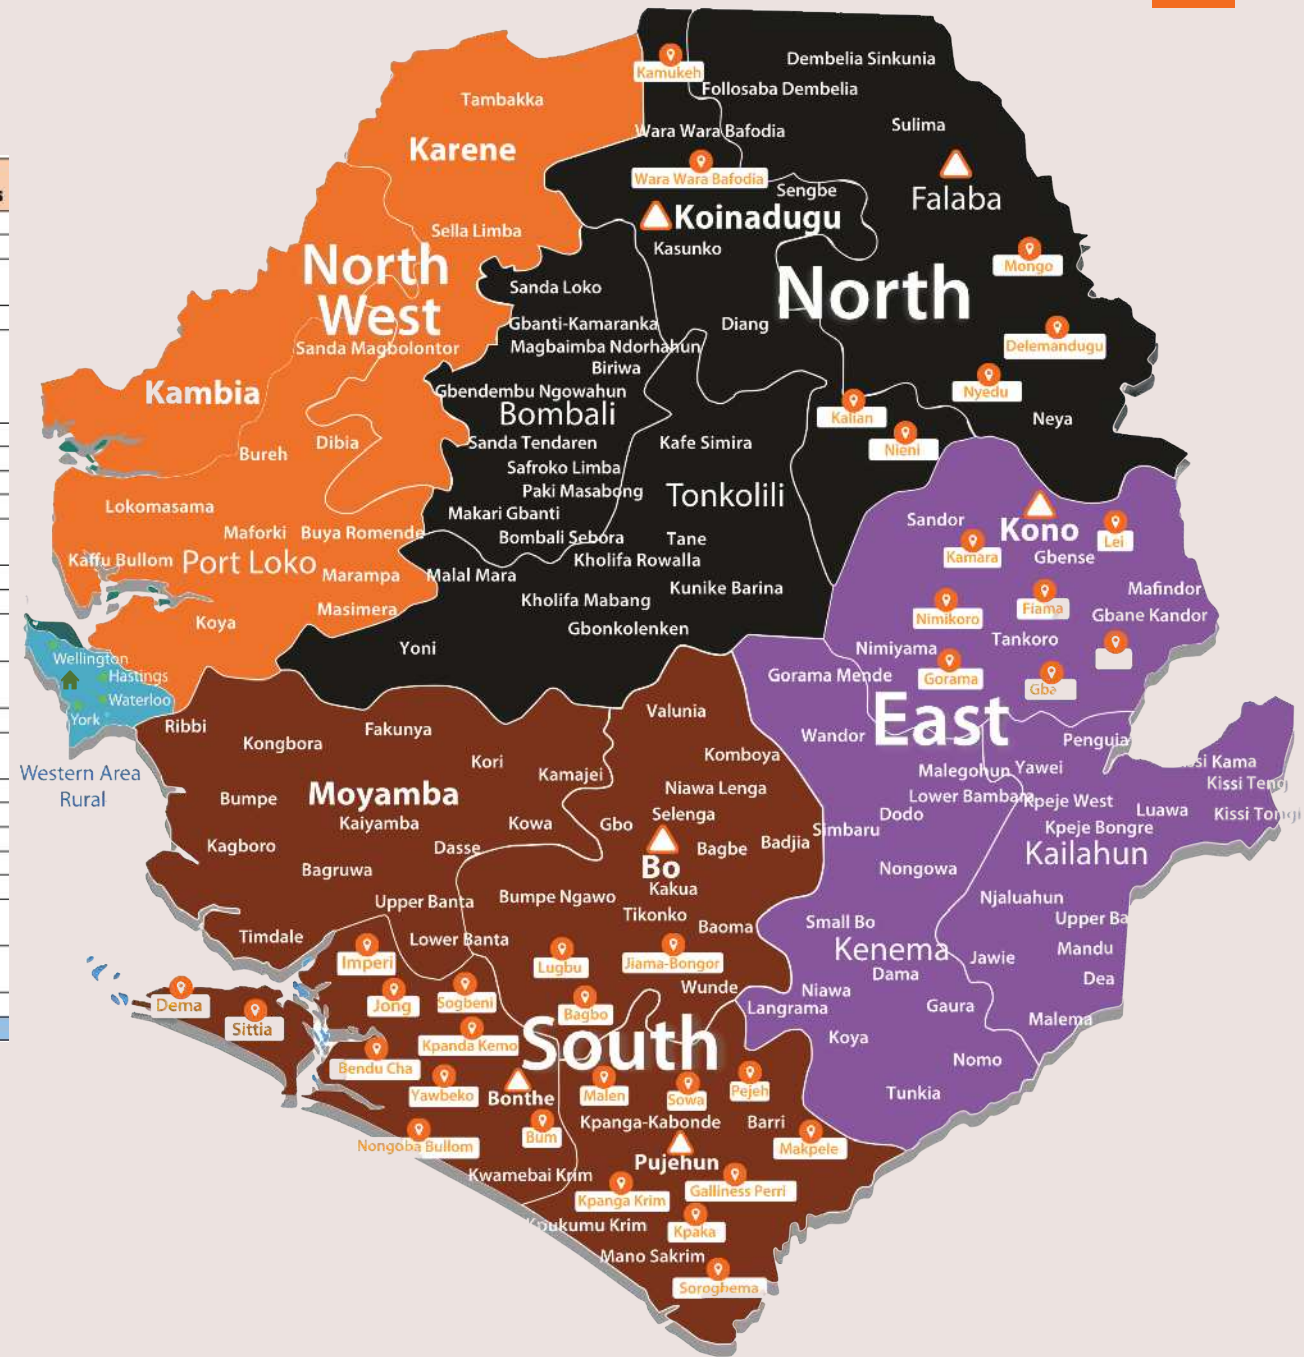 Kamukeh
Dembelia Sinkunia
Follosaba Dembelia
Tambakka
Sulima
Wara Wara Bafodia
Karene
Wara Wara Bafodia
Sengbe
Falaba
Koinadugu
Sella Limba
Kasunko
Mongo
North
West
North
Sanda Loko
Gbanti-Kamaranka
Diang
Magbaimba Ndorhahun
Delemandugu
Sanda Magbolontor
Biriwa
Kambia
Gbendembu Ngowahun
Nyedu
Bombali
Kalian
Neya
Dibia
Sanda Tendaren
Kafe Simira
Nieni
Bureh
Safroko Limba
Paki Masabong
Tonkolili
Lokomasama
Makari Gbanti
Sandor
Kono
Maforki
Buya Romende
Bombali Sebora
Tane
Lei
Kaffu Bullom
Port Loko
Kholifa Rowalla
Kamara
Gbense
Marampa
Malal Mara
Kunike Barina
Mafindor
Masimera
Kholifa Mabang
Fiama
Nimikoro
Gbane Kandor
Koya
Gbonkolenken
Tankoro
Yoni
Nimiyama
Wellington
Hastings
Gorama Mende
Gorama
Gba
Waterloo
York
Ribbi
Fakunya
Valunia
East
Kongbora
Wandor
Penguia
Kori
Komboya
Western Area
Rural
Kamajei
Malegohun
Yawei
Kissi Teng
Moyamba
Niawa Lenga
Lower Bambara
Bumpe
Kpeje West
Luawa
Kissi Tongi
Kaiyamba
Kowa
Gbo
Selenga
Dodo
Simbaru
Kpeje Bongre
Kagboro
Dasse
Bagbe
Badjia
Kailahun
Bagruwa
Bo
Nongowa
Kakua
Upper Banta
Bumpe Ngawo
Njaluahun
Tikonko
Small Bo
Upper Ba
Baoma
Timdale
Lower Banta
Kenema
Mandu
Imperi
Lugbu
Jiama-Bongor
Jawie
Dama
Dea
Wunde
Niawa
Dema
Jong
Sogbeni
Langrama
Gaura
Bagbo
Malema
Sittia
South
Koya
Kpanda Kemo
Nomo
Bendu Cha
Yawbeko
Bonthe
Malen
Sowa
Pejeh
Tunkia
Kpanga-Kabonde
Barri
Bum
Nongoba Bullom
Makpele
Pujehun
Kwamebai Krim
Kpanga Krim
Galliness Perri
Kpukumu Krim
Kpaka
Mano Sakrim
Soroghema